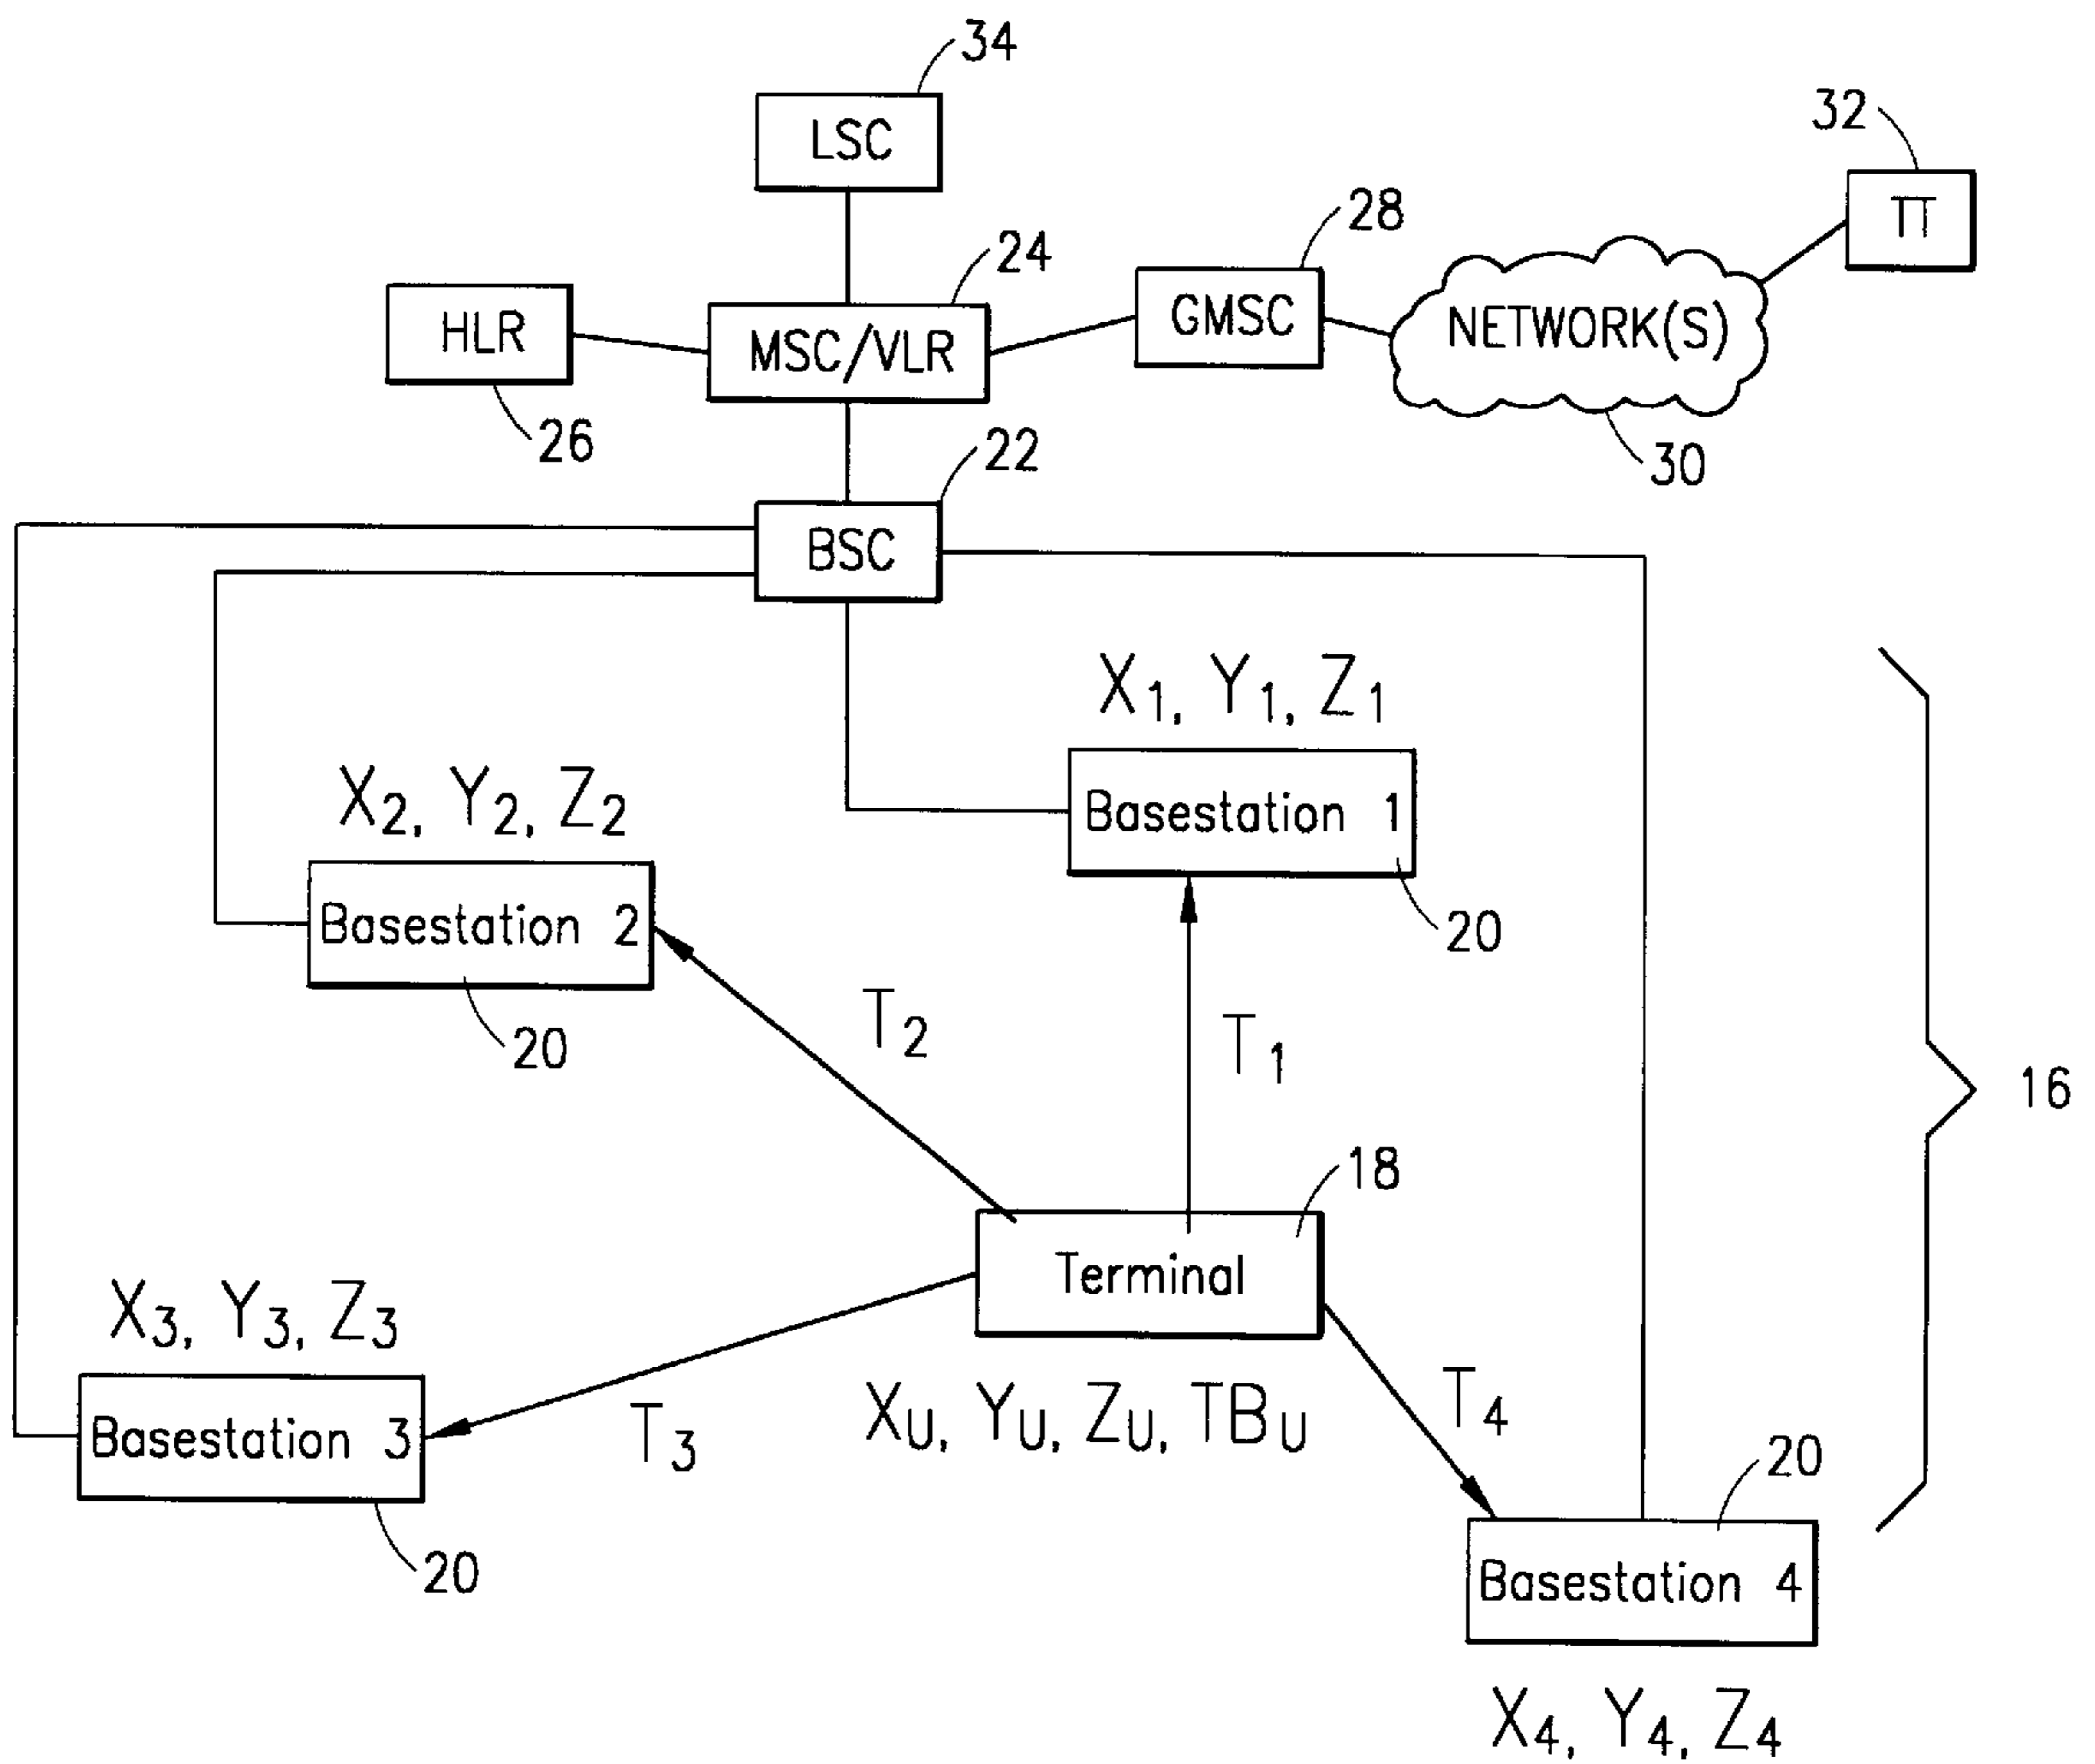 34
LSC
32
TT
28
GMSC
24
HLR
MSC/VLR
NETWORK(S)
26
30
22
BSC
X1, Y1, Z1
Basestation 1
20
X2, Y2, Z2
Basestation 2
20
T2
T1
16
18
Terminal
XU, YU, ZU, TBU
X3, Y3, Z3
Basestation 3
20
T3
T4
20
Basestation 4
X4, Y4, Z4